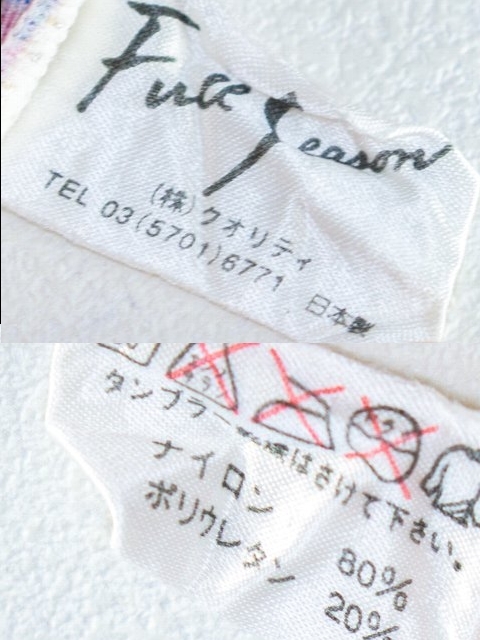 Full Season
(株)クオリティ
TEL 03(5701)6771
日本製
タンブラー乾燥はさけて下さい。
ナイロン 80%
ポリウレタン 20%